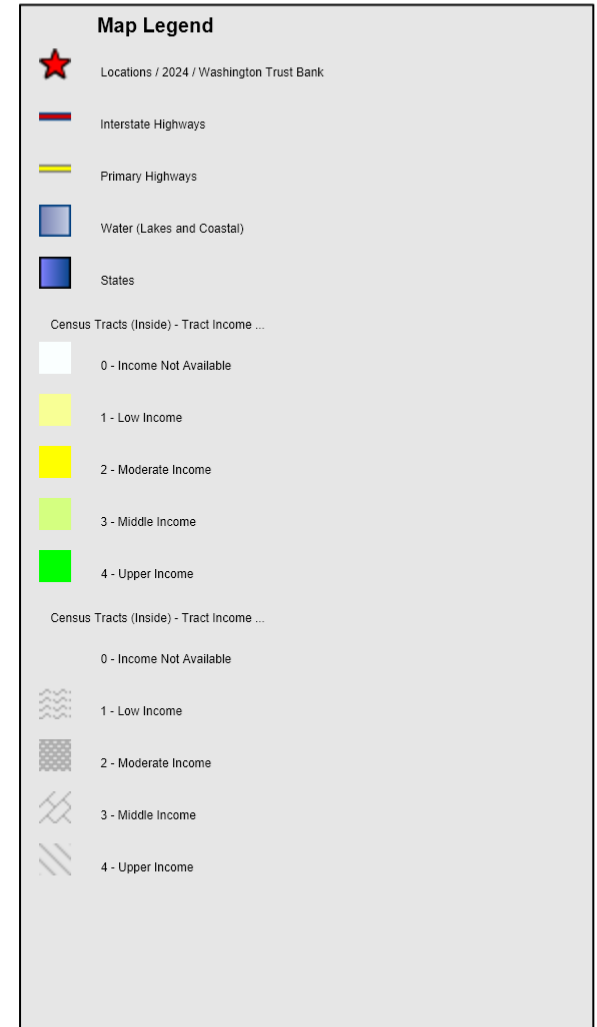 Map Legend
Locations / 2024 / Washington Trust Bank
Interstate Highways
Primary Highways
Water (Lakes and Coastal)
States
Census Tracts (Inside) - Tract Income ...
0 - Income Not Available
1 - Low Income
2 - Moderate Income
3 - Middle Income
4 - Upper Income
Census Tracts (Inside) - Tract Income ...
0 - Income Not Available
1 - Low Income
2 - Moderate Income
3 - Middle Income
4 - Upper Income